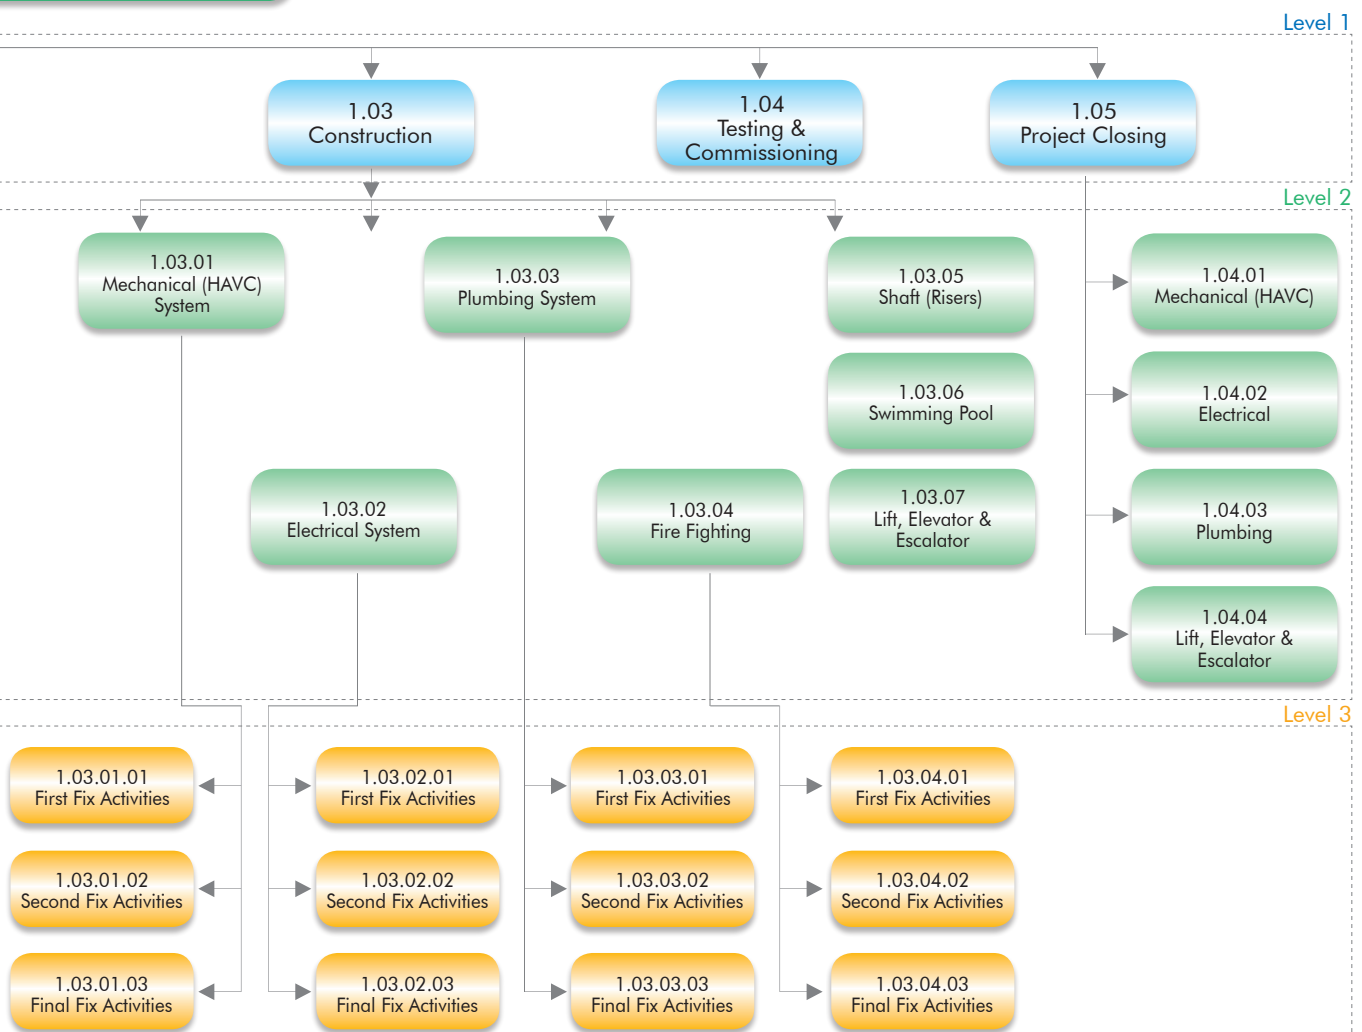 Level 1
1.03
Construction
1.04
Testing &
Commissioning
1.05
Project Closing
Level 2
1.03.01
Mechanical (HAVC)
System
1.03.03
Plumbing System
1.03.05
Shaft (Risers)
1.04.01
Mechanical (HAVC)
1.03.06
Swimming Pool
1.04.02
Electrical
1.03.02
Electrical System
1.03.04
Fire Fighting
1.03.07
Lift, Elevator &
Escalator
1.04.03
Plumbing
1.04.04
Lift, Elevator &
Escalator
Level 3
1.03.01.01
First Fix Activities
1.03.02.01
First Fix Activities
1.03.03.01
First Fix Activities
1.03.04.01
First Fix Activities
1.03.01.02
Second Fix Activities
1.03.02.02
Second Fix Activities
1.03.03.02
Second Fix Activities
1.03.04.02
Second Fix Activities
1.03.01.03
Final Fix Activities
1.03.02.03
Final Fix Activities
1.03.03.03
Final Fix Activities
1.03.04.03
Final Fix Activities